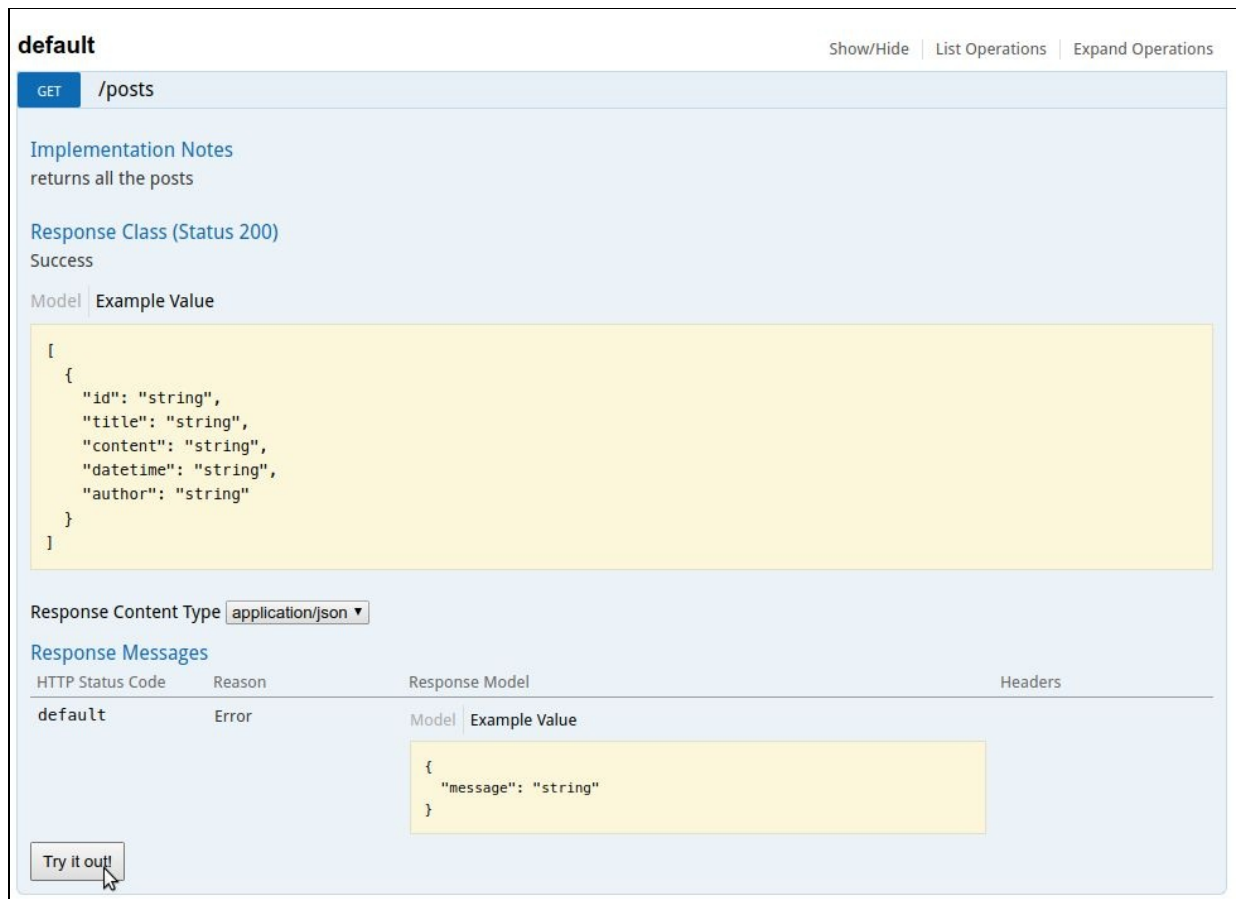 default
Show/Hide List Operations Expand Operations
GET /posts
Implementation Notes
returns all the posts
Response Class (Status 200)
Success
Model Example Value
[
  {
    "id": "string",
    "title": "string",
    "content": "string",
    "datetime": "string",
    "author": "string"
  }
]
Response Content Type application/json
Response Messages
HTTP Status Code Reason Response Model Headers
default Error Model Example Value
{
  "message": "string"
}
Try it out!